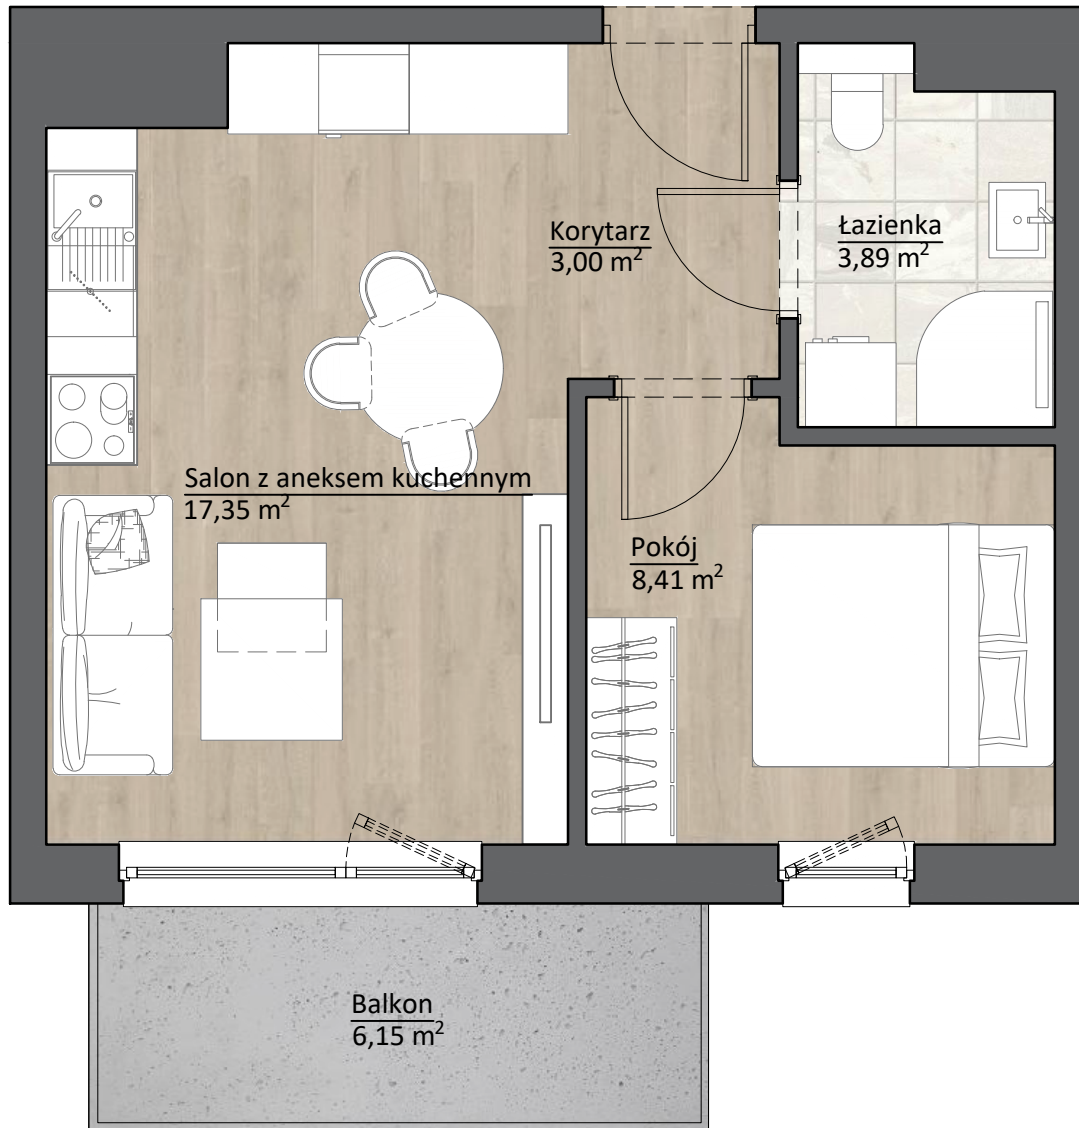 Korytarz
3,00 m²
Łazienka
3,89 m²
Salon z aneksem kuchennym
17,35 m²
Pokój
8,41 m²
Balkon
6,15 m²